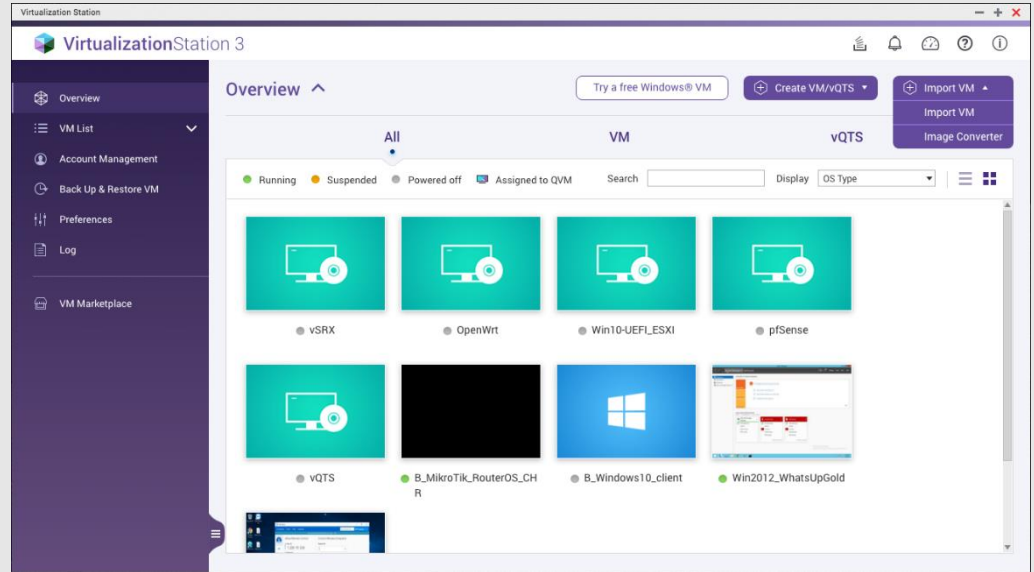 Virtualization Station
VirtualizationStation 3
Overview
VM List
Account Management
Back Up & Restore VM
Preferences
Log
VM Marketplace
Overview
Try a free Windows® VM
Create VM/vQTS
Import VM
Import VM
Image Converter
All
VM
vQTS
Running
Suspended
Powered off
Assigned to QVM
Search
Display
OS Type
vSRX
OpenWrt
Win10-UEFI_ESXI
pfSense
vQTS
B_MikroTik_RouterOS_CH
R
B_Windows10_client
Win2012_WhatsUpGold